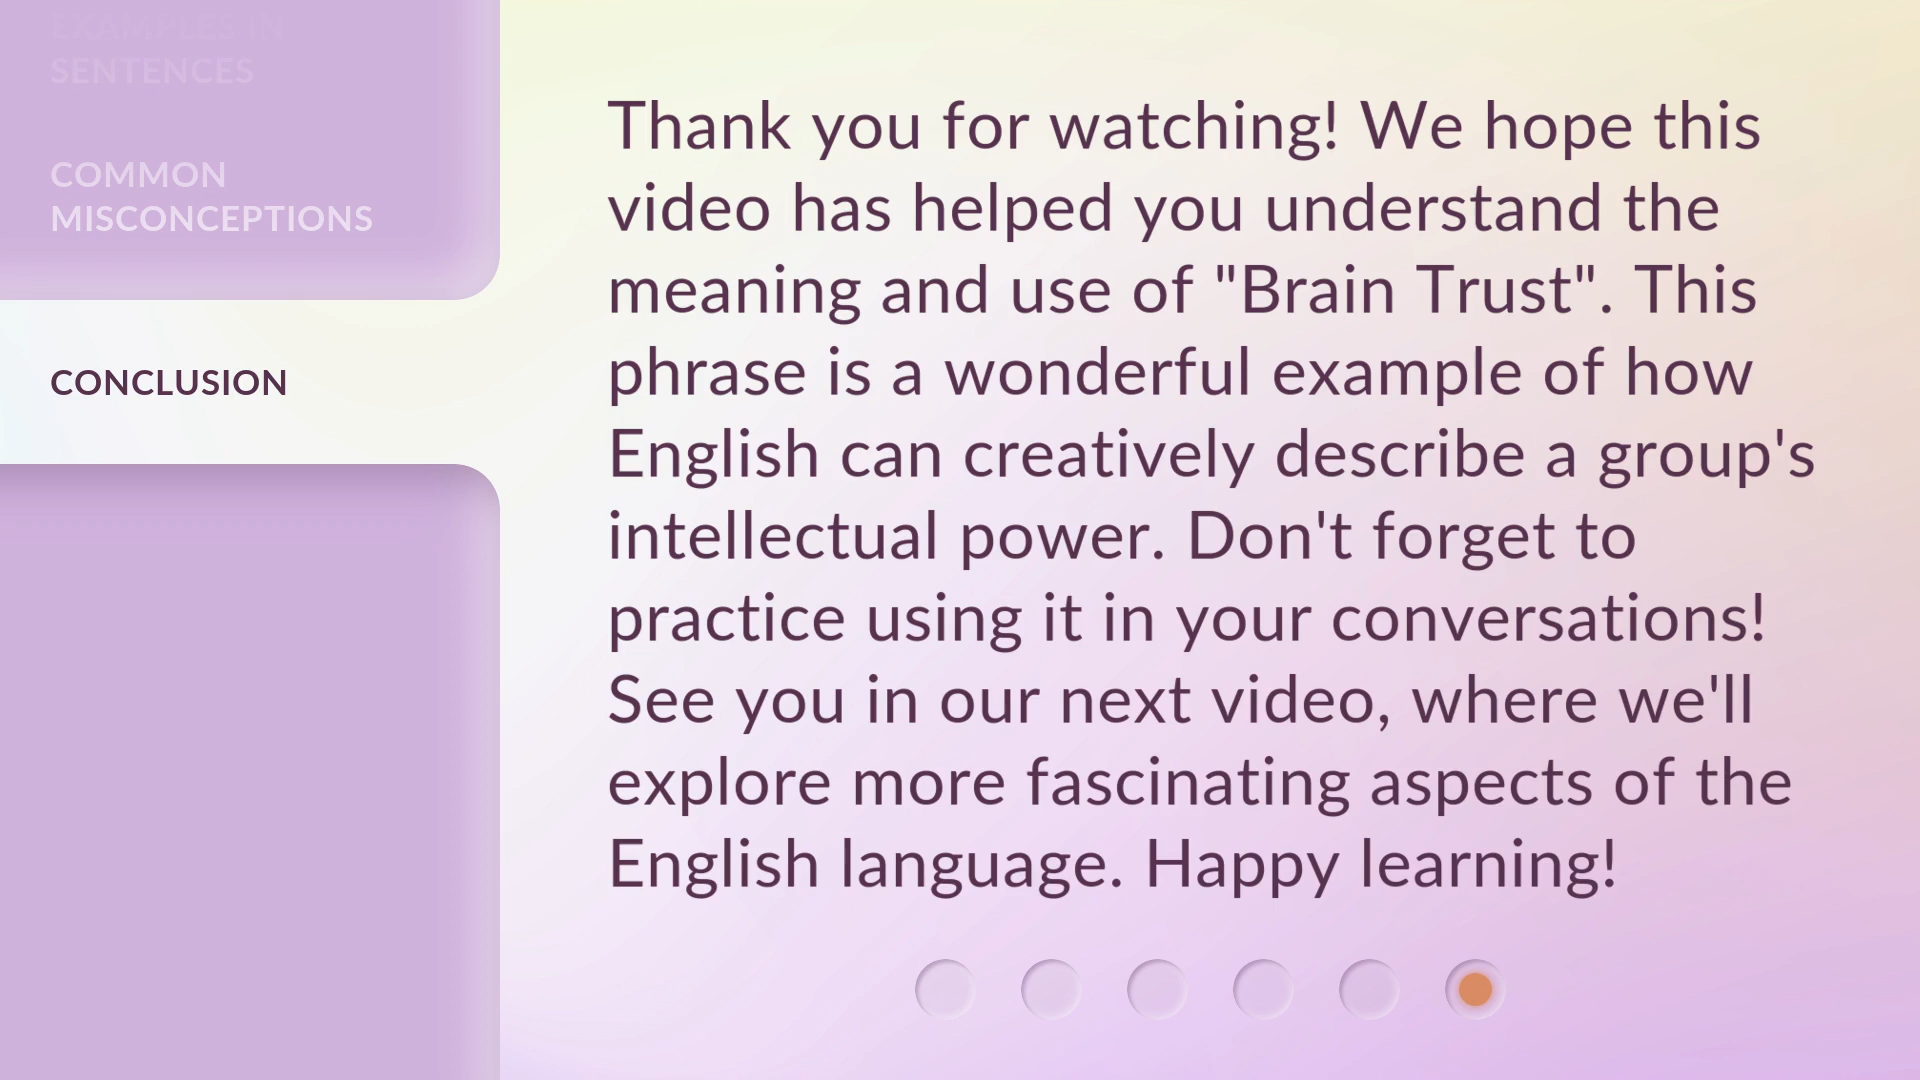 EXAMPLES IN
SENTENCES
COMMON
MISCONCEPTIONS
CONCLUSION
Thank you for watching! We hope this
video has helped you understand the
meaning and use of "Brain Trust". This
phrase is a wonderful example of how
English can creatively describe a group's
intellectual power. Don't forget to
practice using it in your conversations!
See you in our next video, where we'll
explore more fascinating aspects of the
English language. Happy learning!